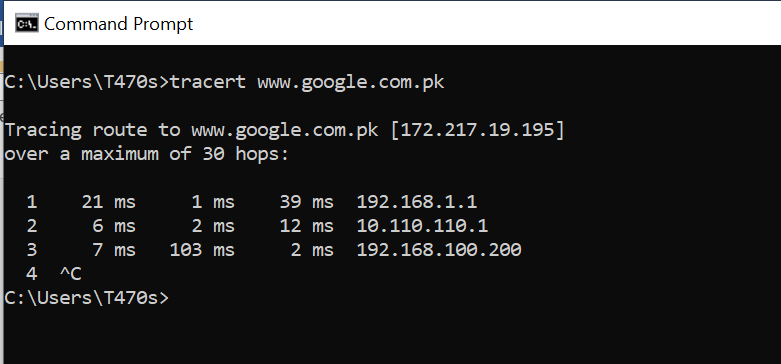 Command Prompt
C:\Users\T470s>tracert www.google.com.pk
Tracing route to www.google.com.pk [172.217.19.195]
over a maximum of 30 hops:
1 21 ms 1 ms 39 ms 192.168.1.1
2 6 ms 2 ms 12 ms 10.110.110.1
3 7 ms 103 ms 2 ms 192.168.100.200
4 ^C
C:\Users\T470s>